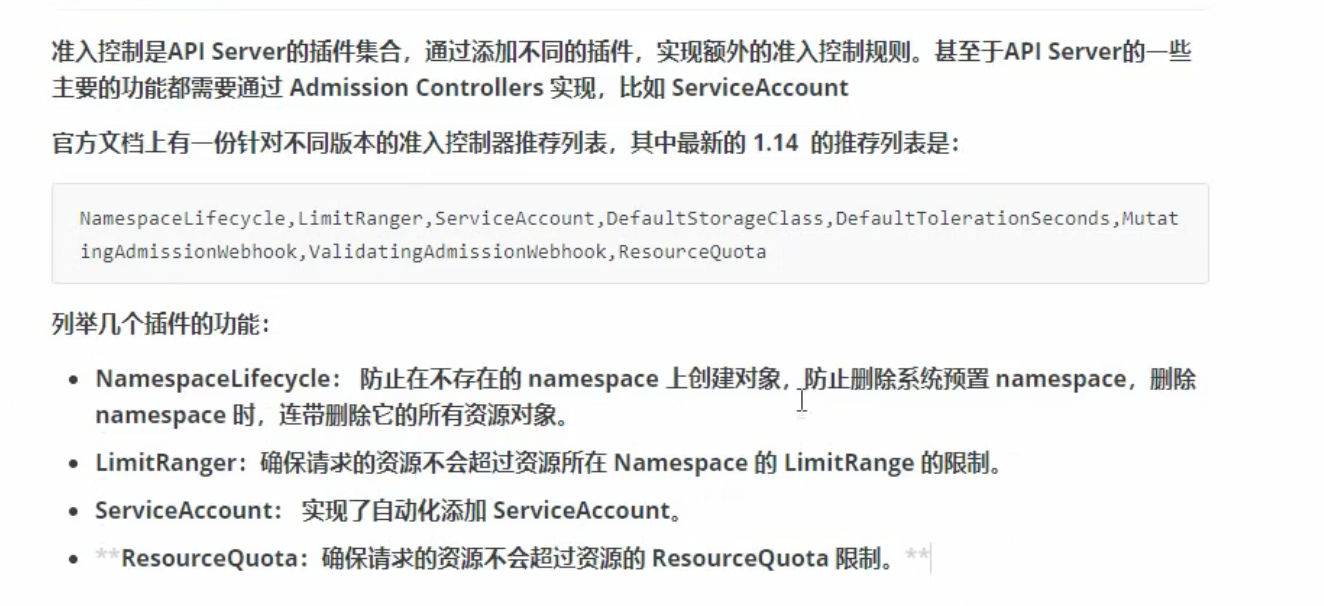 准入控制是API Server的插件集合，通过添加不同的插件，实现额外的准入控制规则。甚至于API Server的一些
主要的功能都需要通过 Admission Controllers 实现，比如 ServiceAccount
官方文档上有一份针对不同版本的准入控制器推荐列表，其中最新的 1.14 的推荐列表是：
NamespaceLifecycle,LimitRanger,ServiceAccount,DefaultStorageClass,DefaultTolerationSeconds,Mutat
ingAdmissionWebhook,ValidatingAdmissionWebhook,ResourceQuota
列举几个插件的功能：
• NamespaceLifecycle： 防止在不存在的 namespace 上创建对象，防止删除系统预置 namespace，删除
namespace 时，连带删除它的所有资源对象。
• LimitRanger：确保请求的资源不会超过资源所在 Namespace 的 LimitRange 的限制。
• ServiceAccount： 实现了自动化添加 ServiceAccount。
• **ResourceQuota：确保请求的资源不会超过资源的 ResourceQuota 限制。**